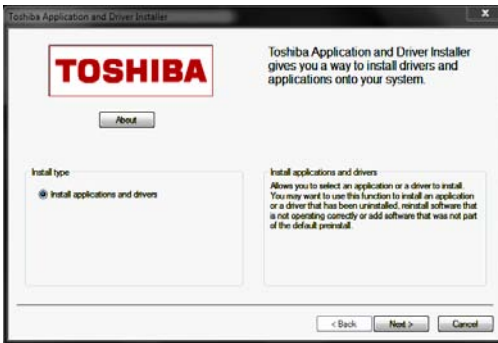 Toshiba Application and Driver Installer
x
TOSHIBA
Toshiba Application and Driver Installer
gives you a way to install drivers and
applications onto your system.
About
Install type
Install applications and drivers
Install applications and drivers
Allows you to select an application or a driver to install.
You may want to use this function to install an application
or a driver that has been uninstalled, reinstall software that
is not operating correctly or add software that was not part
of the default preinstall.
< Back
Next >
Cancel